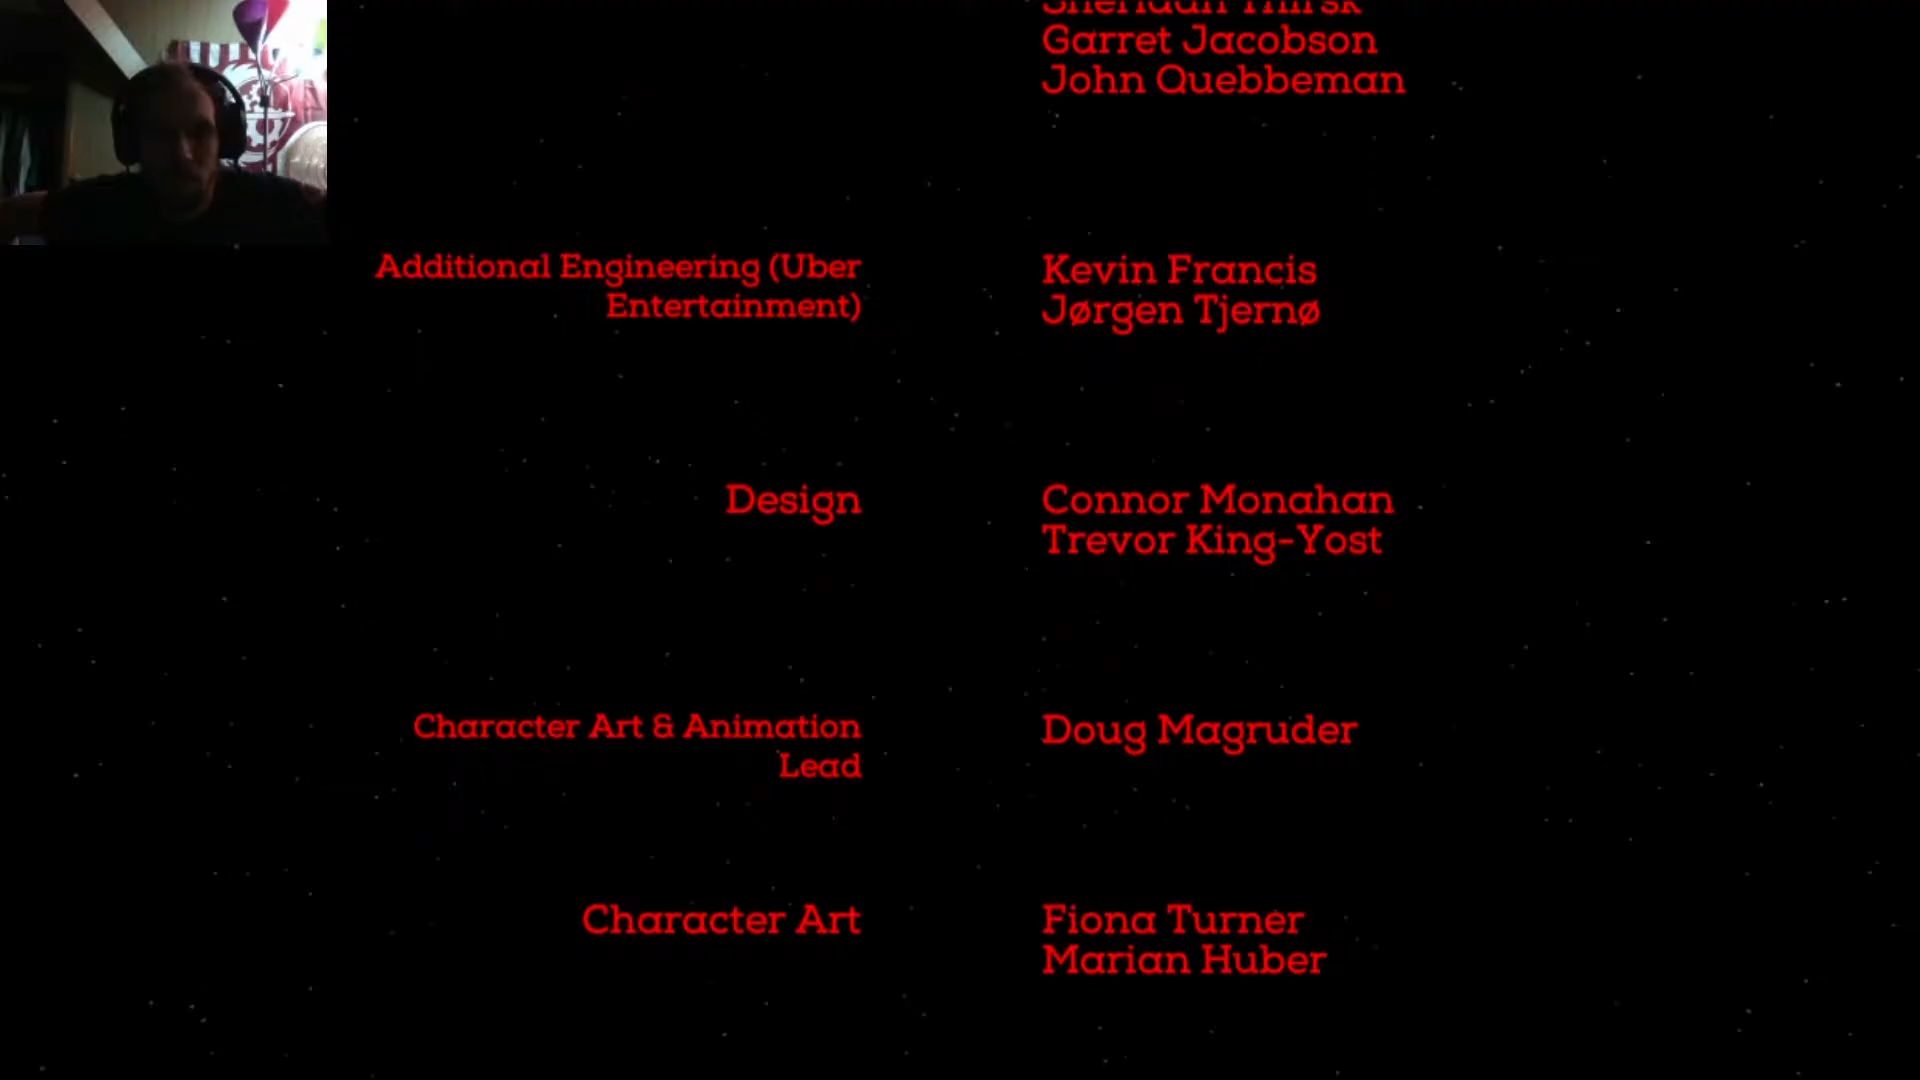 Garret Jacobson
John Quebbeman
Additional Engineering (Uber
Entertainment)
Kevin Francis
Jørgen Tjernø
Design
Connor Monahan
Trevor King-Yost
Character Art & Animation
Lead
Doug Magruder
Character Art
Fiona Turner
Marian Huber